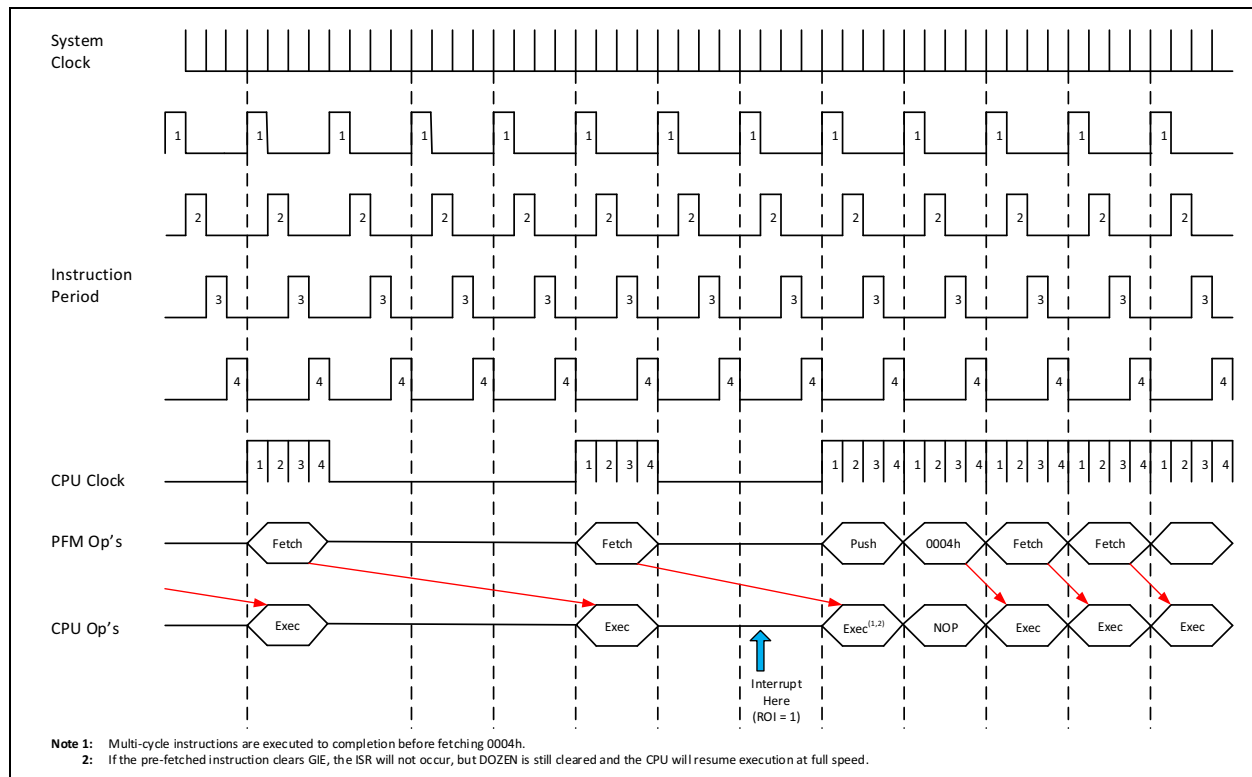 System
Clock
1 1 1 1 1 1 1 1 1 1 1 1 1
2 2 2 2 2 2 2 2 2 2 2 2 2
Instruction
Period
3 3 3 3 3 3 3 3 3 3 3 3 3
4 4 4 4 4 4 4 4 4 4 4 4 4
CPU Clock 1 2 3 4 1 2 3 4 1 2 3 4 1 2 3 4 1 2 3 4 1 2 3 4 1 2 3 4
PFM Op's Fetch Fetch Push 0004h Fetch Fetch
CPU Op's Exec Exec Exec(1,2) NOP Exec Exec Exec
Interrupt
Here
(ROI = 1)
Note 1: Multi-cycle instructions are executed to completion before fetching 0004h.
2: If the pre-fetched instruction clears GIE, the ISR will not occur, but DOZEN is still cleared and the CPU will resume execution at full speed.